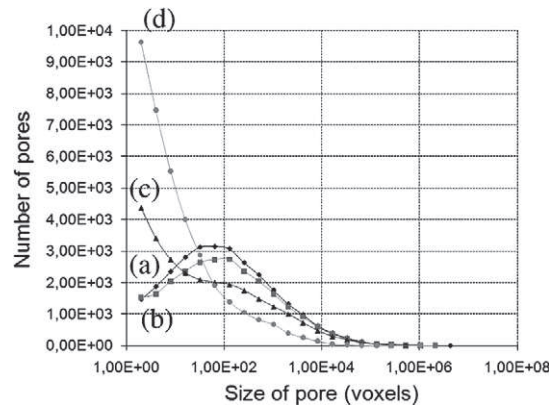 (d)
1,00E+04
9,00E+03
8,00E+03
7,00E+03
6,00E+03
5,00E+03
4,00E+03
3,00E+03
2,00E+03
1,00E+03
0,00E+00
Number of pores
(c)
(a)
(b)
1,00E+00 1,00E+02 1,00E+04 1,00E+06 1,00E+08
Size of pore (voxels)